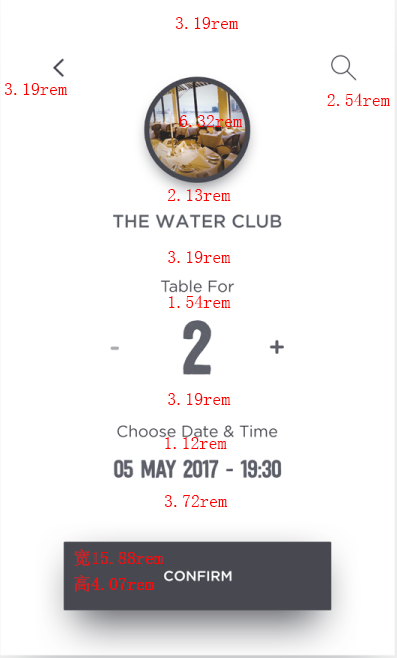 3.19rem
<
3.19rem
2.54rem
6.32rem
2.13rem
THE WATER CLUB
3.19rem
Table For
1.54rem
- 2 +
3.19rem
Choose Date & Time
1.12rem
05 MAY 2017 - 19:30
3.72rem
宽15.98rem
CONFIRM
高4.07rem